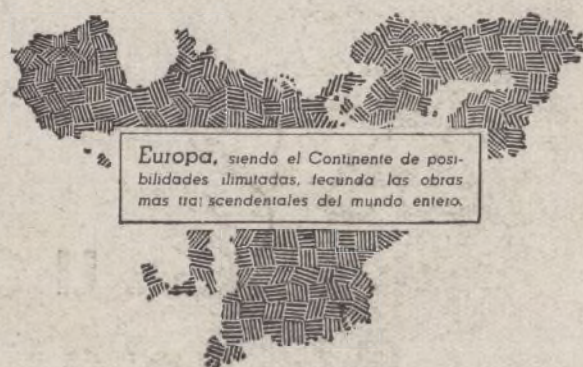 Europa, siendo el Continente de posi-
bilidades ilimitadas, fecunda las obras
mas trascendentales del mundo entero.